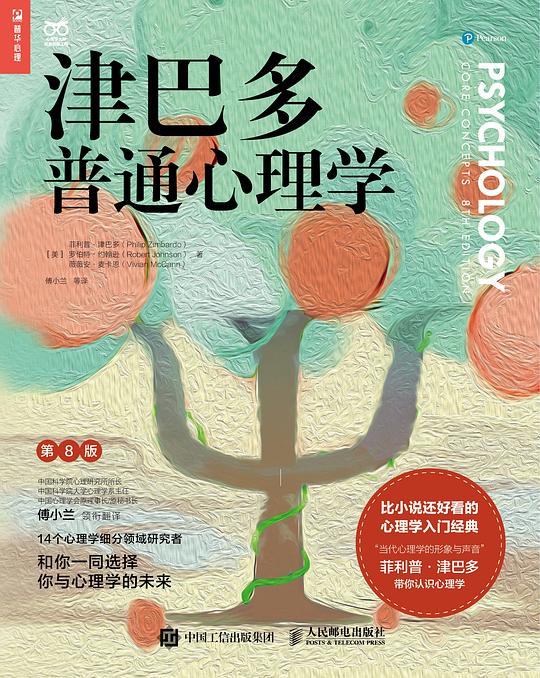 普华心理
Pearson
津巴多
普通心理学
PSYCHOLOGY
CORE CONCEPTS 8TH EDITION
菲利普·津巴多（Philip Zimbardo）
[美] 罗伯特·约翰逊（Robert Johnson） 著
薇薇安·麦卡恩（Vivian McCann）
傅小兰 等译
第8版
中国科学院心理研究所所长
中国科学院大学心理学系主任
中国心理学会原理事长/原秘书长
傅小兰 领衔翻译
14个心理学细分领域研究者
和你一同选择
你与心理学的未来
比小说还好看的
心理学入门经典
“当代心理学的形象与声音”
菲利普·津巴多
带你认识心理学
中国工信出版集团
人民邮电出版社
POSTS & TELECOM PRESS